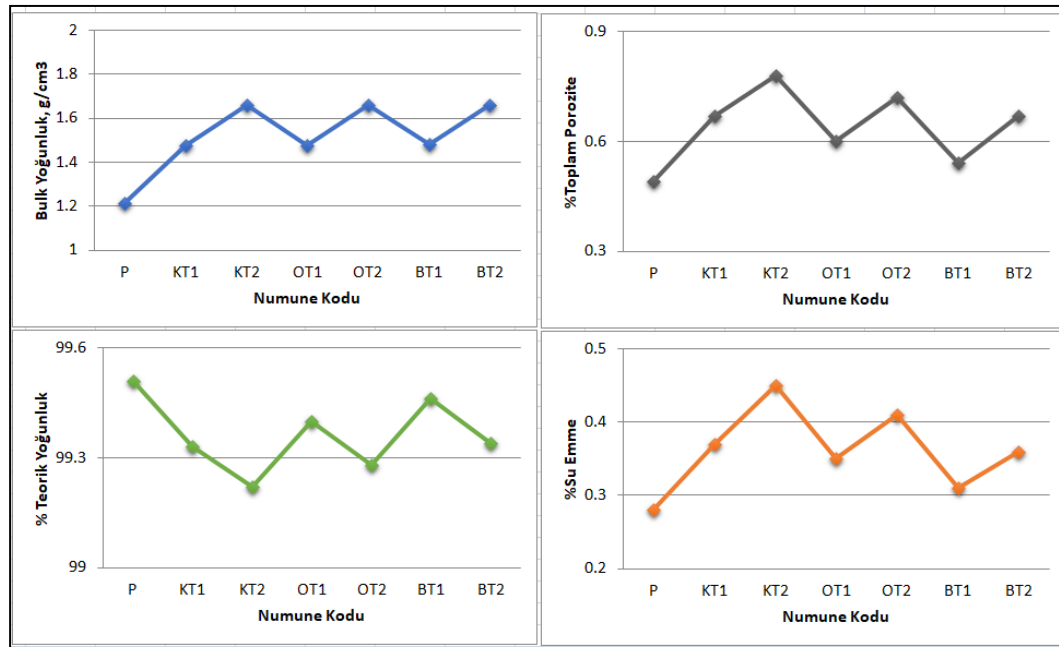 Bulk Yoğunluk, g/cm3
2
1.8
1.6
1.4
1.2
1
P KT1 KT2 OT1 OT2 BT1 BT2
Numune Kodu
%Toplam Porozite
0.9
0.6
0.3
P KT1 KT2 OT1 OT2 BT1 BT2
Numune Kodu
% Teorik Yoğunluk
99.6
99.3
99
P KT1 KT2 OT1 OT2 BT1 BT2
Numune Kodu
%Su Emme
0.5
0.4
0.3
0.2
P KT1 KT2 OT1 OT2 BT1 BT2
Numune Kodu